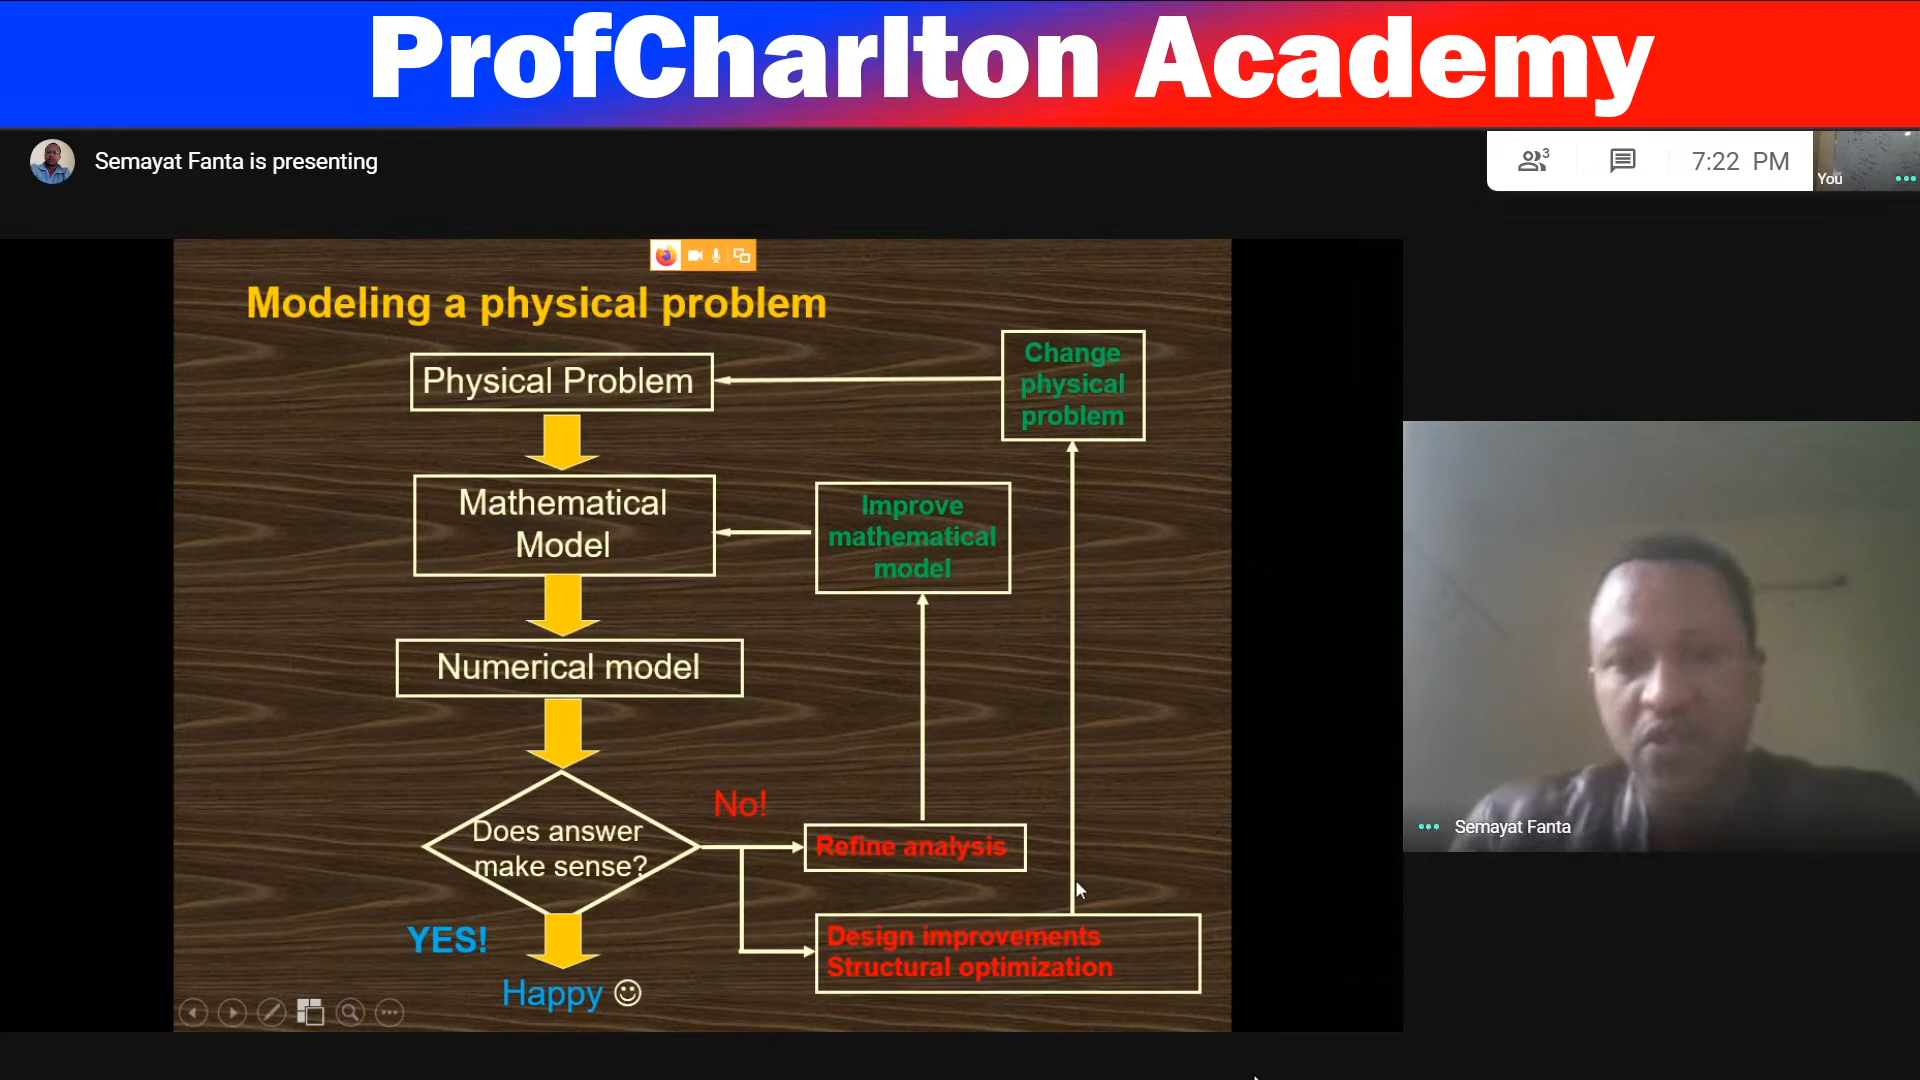 ProfCharlton Academy
Semayat Fanta is presenting
3
7:22 PM
You
Modeling a physical problem
Physical Problem
Change
physical
problem
Mathematical
Model
Improve
mathematical
model
Numerical model
No!
Does answer
make sense?
Refine analysis
YES!
Design improvements
Structural optimization
Happy ☺
Semayat Fanta